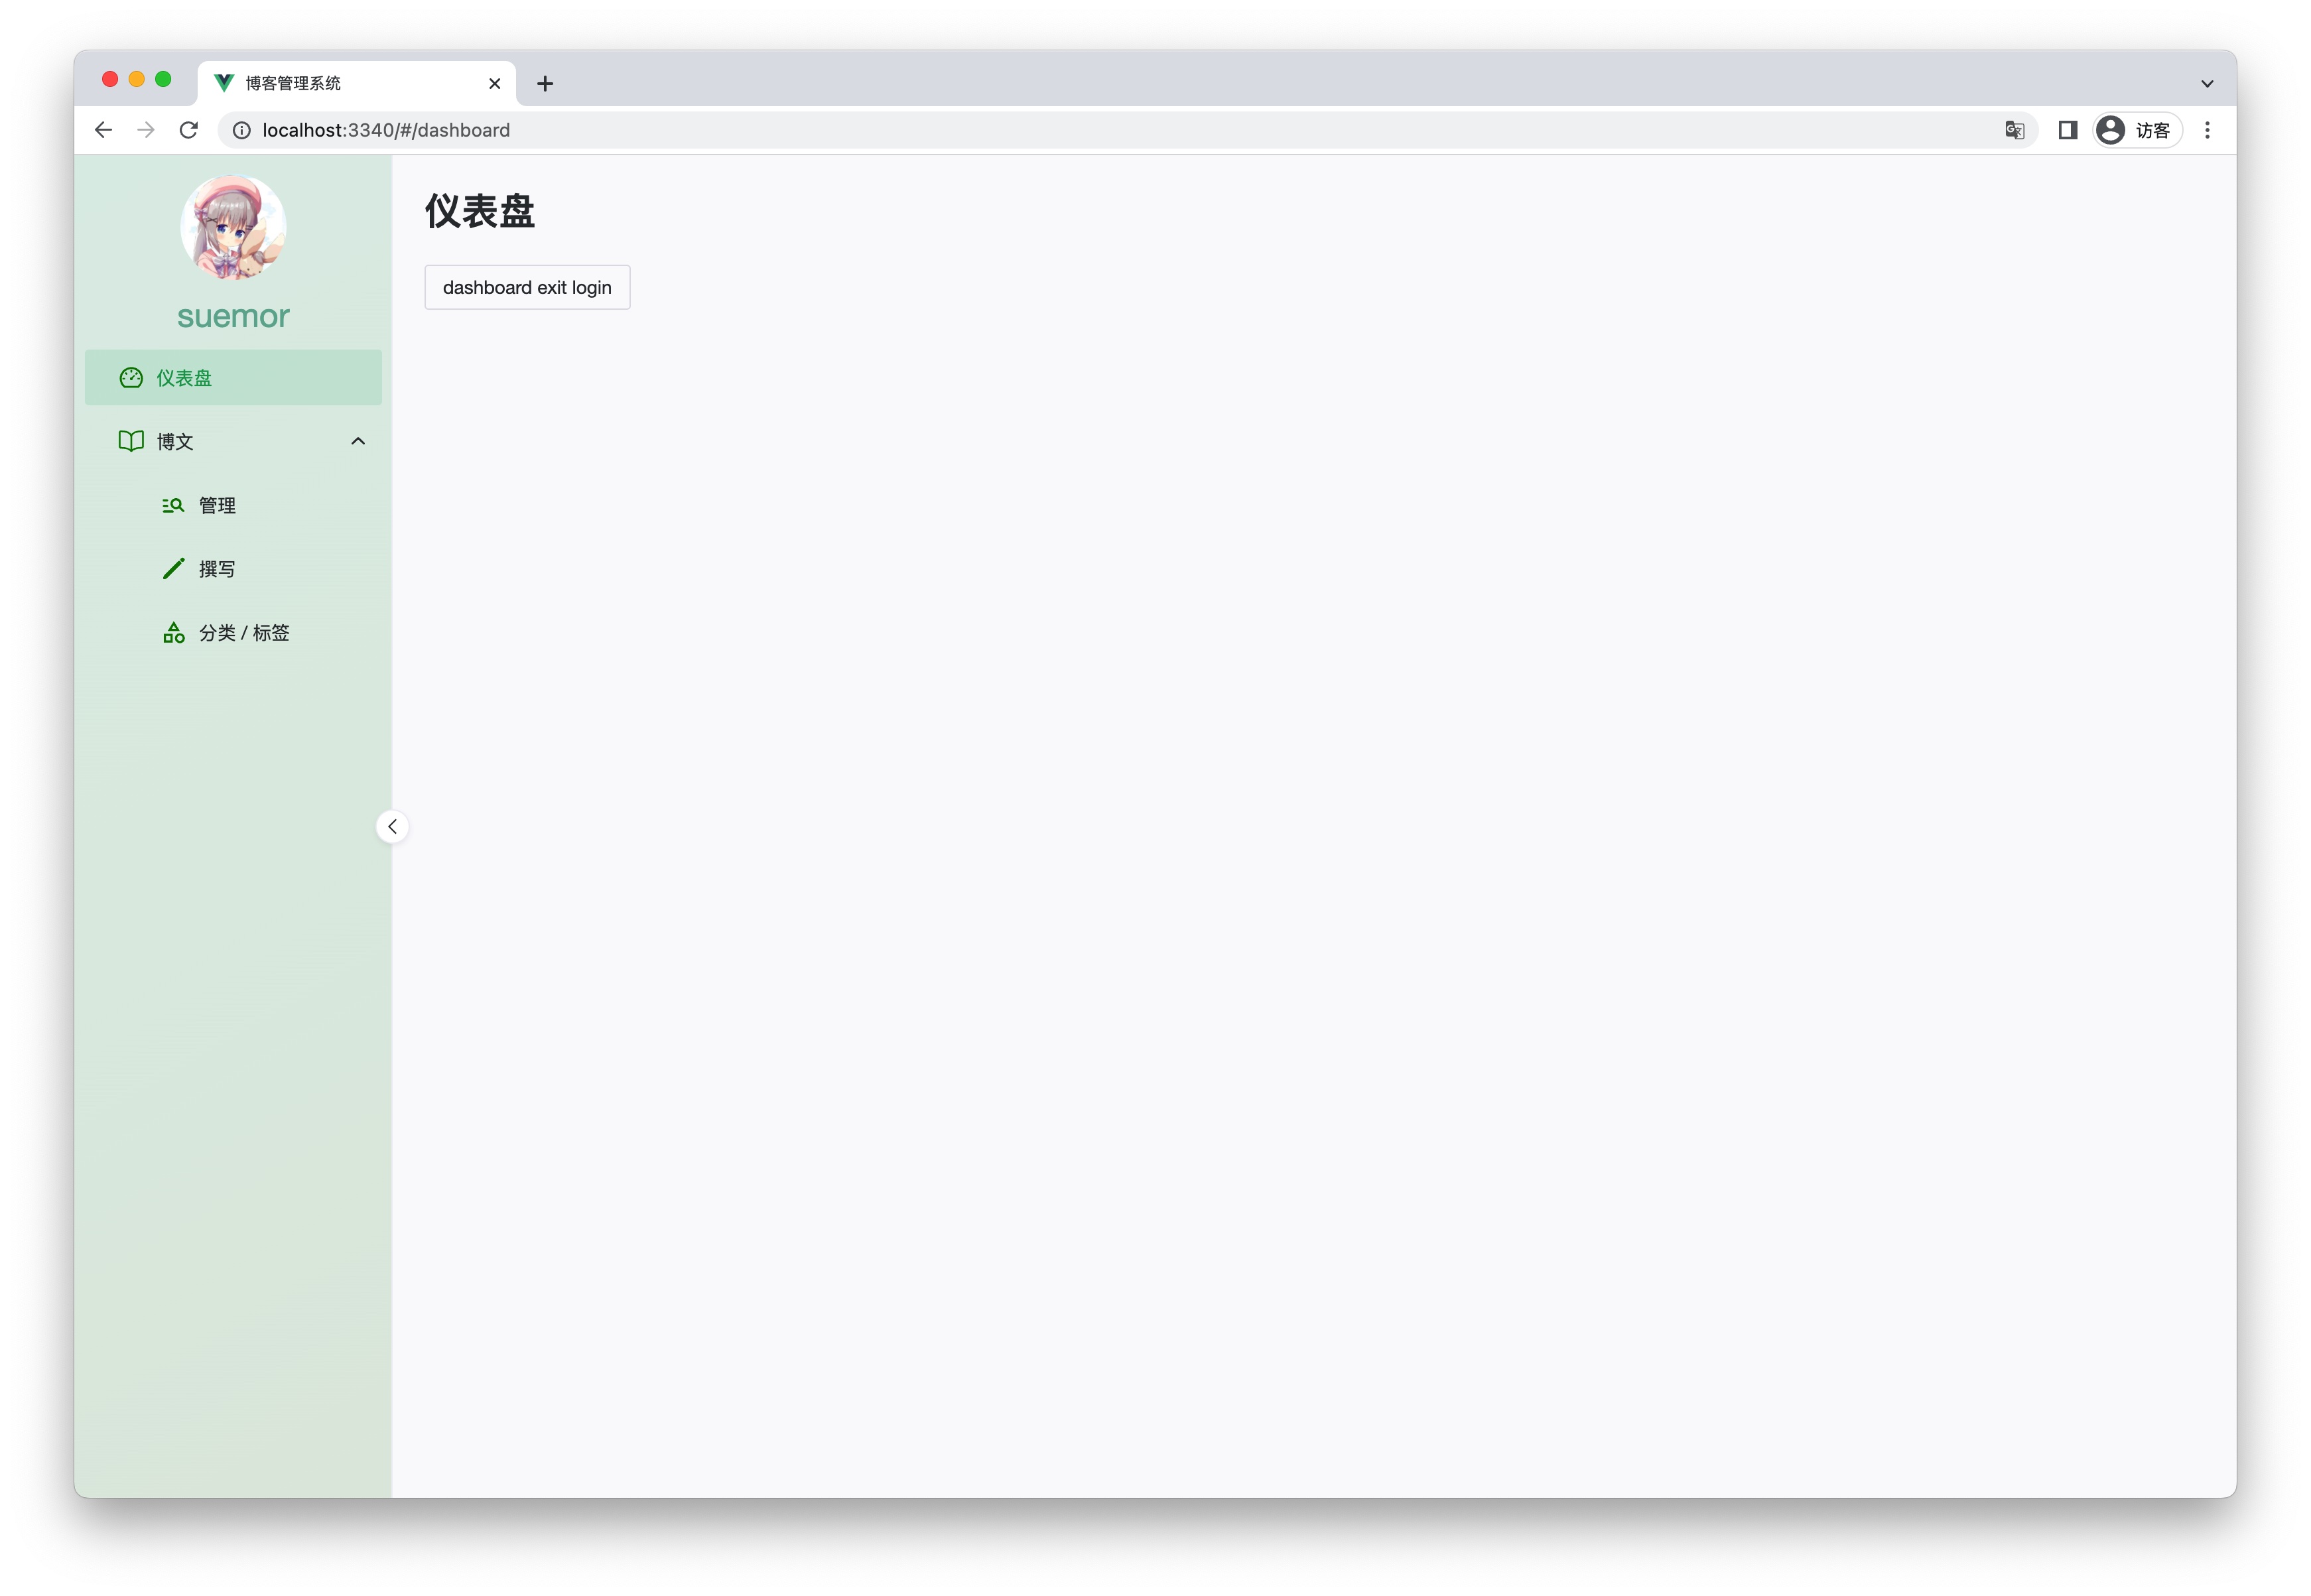 博客管理系统
localhost:3340/#/dashboard
访客
suemor
仪表盘
博文
管理
撰写
分类 / 标签
仪表盘
dashboard exit login